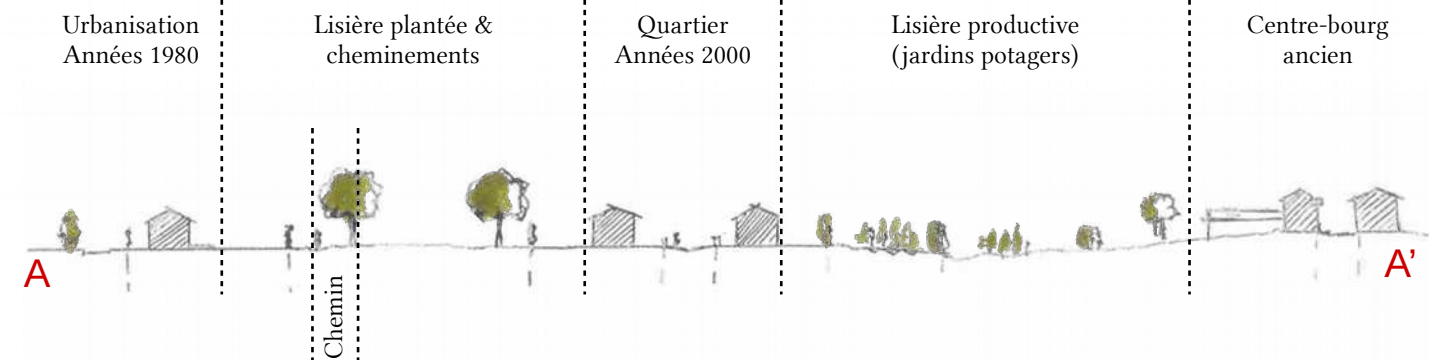 Urbanisation
Années 1980
Lisière plantée &
cheminements
Quartier
Années 2000
Lisière productive
(jardins potagers)
Centre-bourg
ancien
A
A'
Chemin